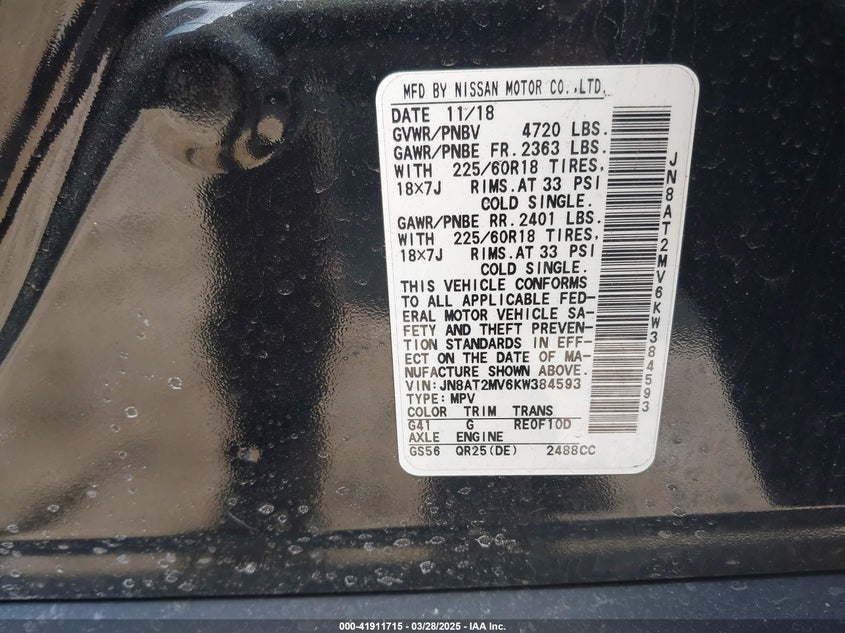 MFD BY NISSAN MOTOR CO.,LTD.
DATE 11/18
GVWR/PNBV 4720 LBS.
GAWR/PNBE FR. 2363 LBS.
WITH 225/60R18 TIRES,
18X7J RIMS.AT 33 PSI
COLD SINGLE.
GAWR/PNBE RR. 2401 LBS.
WITH 225/60R18 TIRES,
18X7J RIMS.AT 33 PSI
COLD SINGLE.
THIS VEHICLE CONFORMS
TO ALL APPLICABLE FED-
ERAL MOTOR VEHICLE SA-
FETY AND THEFT PREVEN-
TION STANDARDS IN EFF-
ECT ON THE DATE OF MA-
NUFACTURE SHOWN ABOVE.
VIN:JN8AT2MV6KW384593
TYPE:MPV
COLOR TRIM TRANS
G41 G RE0F10D
AXLE ENGINE
GS56 QR25(DE) 2488CC
JN8AT2MV6KW384593
000-41911715 - 03/28/2025 - IAA Inc.